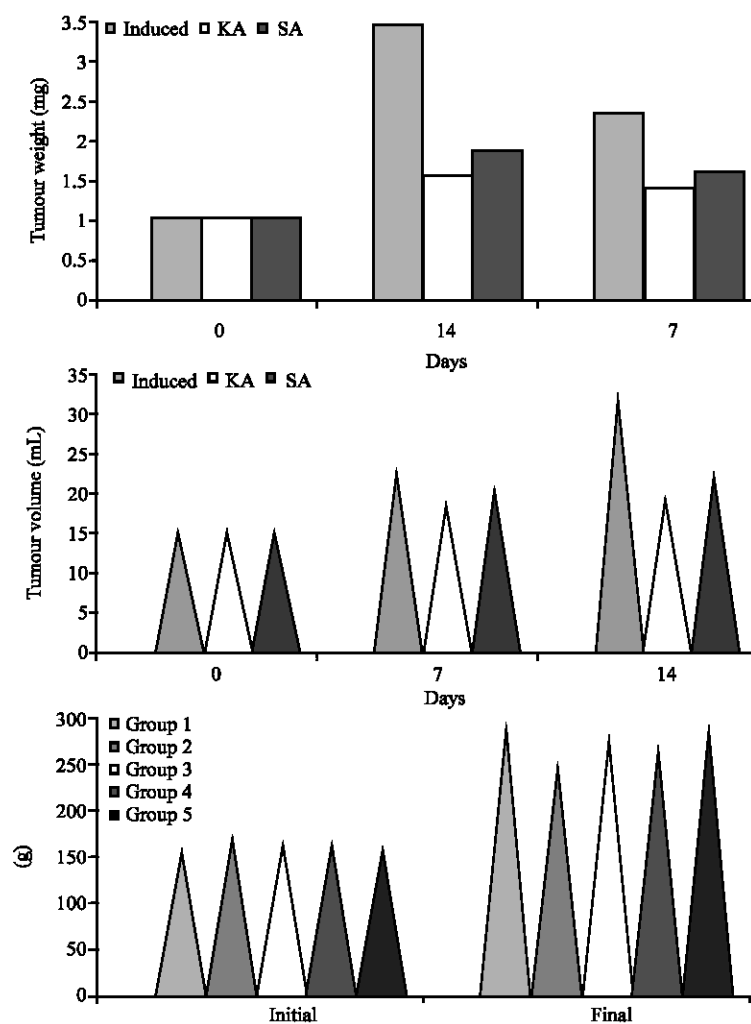 3.5
Induced KA SA
3
2.5
2
1.5
1
0.5
0
Tumour weight (mg)
0 14 7
Days
35
Induced KA SA
30
25
20
15
10
5
0
Tumour volume (mL)
0 7 14
Days
300
250
200
150
100
50
0
(g)
Group 1
Group 2
Group 3
Group 4
Group 5
Initial Final